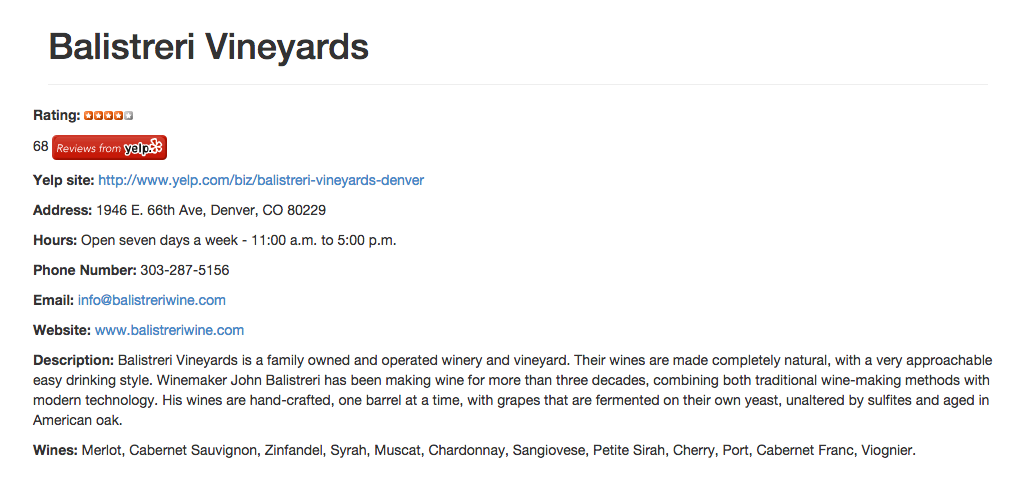 Balistreri Vineyards
Rating:
68 Reviews from yelp
Yelp site: http://www.yelp.com/biz/balistreri-vineyards-denver
Address: 1946 E. 66th Ave, Denver, CO 80229
Hours: Open seven days a week - 11:00 a.m. to 5:00 p.m.
Phone Number: 303-287-5156
Email: info@balistreriwine.com
Website: www.balistreriwine.com
Description: Balistreri Vineyards is a family owned and operated winery and vineyard. Their wines are made completely natural, with a very approachable
easy drinking style. Winemaker John Balistreri has been making wine for more than three decades, combining both traditional wine-making methods with
modern technology. His wines are hand-crafted, one barrel at a time, with grapes that are fermented on their own yeast, unaltered by sulfites and aged in
American oak.
Wines: Merlot, Cabernet Sauvignon, Zinfandel, Syrah, Muscat, Chardonnay, Sangiovese, Petite Sirah, Cherry, Port, Cabernet Franc, Viognier.